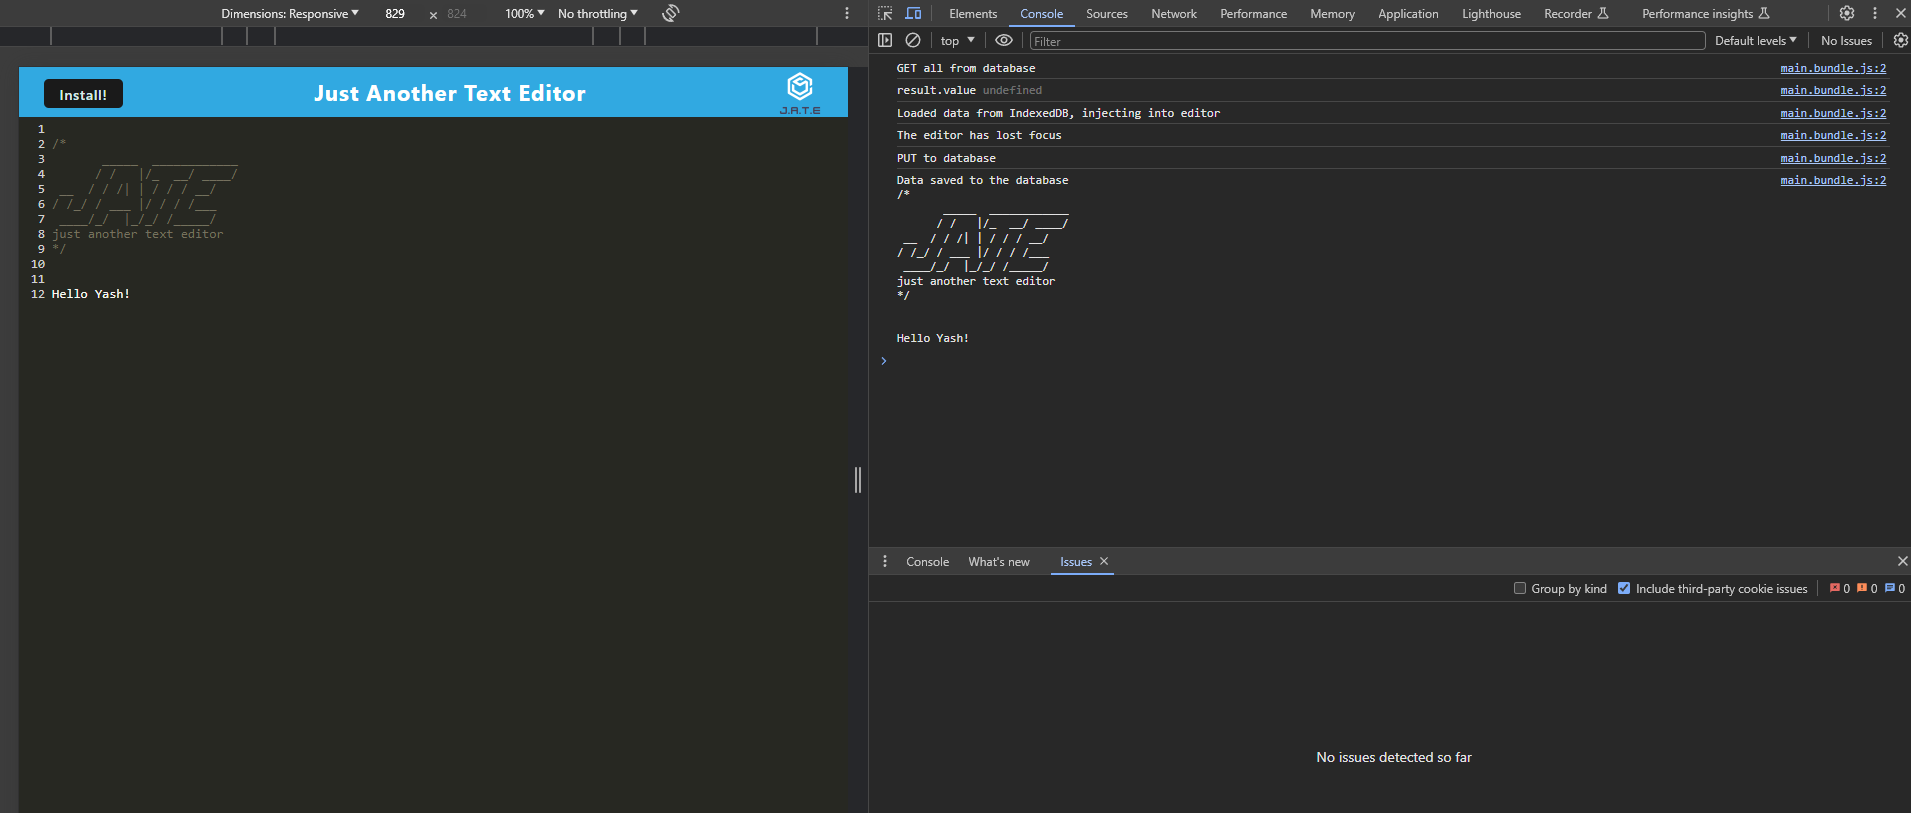 Dimensions: Responsive 829 × 824 100% No throttling
Install! Just Another Text Editor J.A.T.E
1
2 /*
3        _____  ____________
4       / /   |/_  __/ ____/
5  __  / / /| | / / / __/
6 / /_/ / ___ |/ / / /___
7  ____/_/  |_/_/ /_____/
8 just another text editor
9 */
10
11
12 Hello Yash!
Elements Console Sources Network Performance Memory Application Lighthouse Recorder Performance insights
top Filter Default levels No Issues
GET all from database main.bundle.js:2
result.value undefined main.bundle.js:2
Loaded data from IndexedDB, injecting into editor main.bundle.js:2
The editor has lost focus main.bundle.js:2
PUT to database main.bundle.js:2
Data saved to the database main.bundle.js:2
/*
       _____  ____________
      / /   |/_  __/ ____/
 __  / / /| | / / / __/
/ /_/ / ___ |/ / / /___
 ____/_/  |_/_/ /_____/
just another text editor
*/
Hello Yash!
Console What's new Issues
Group by kind Include third-party cookie issues 0 0 0
No issues detected so far